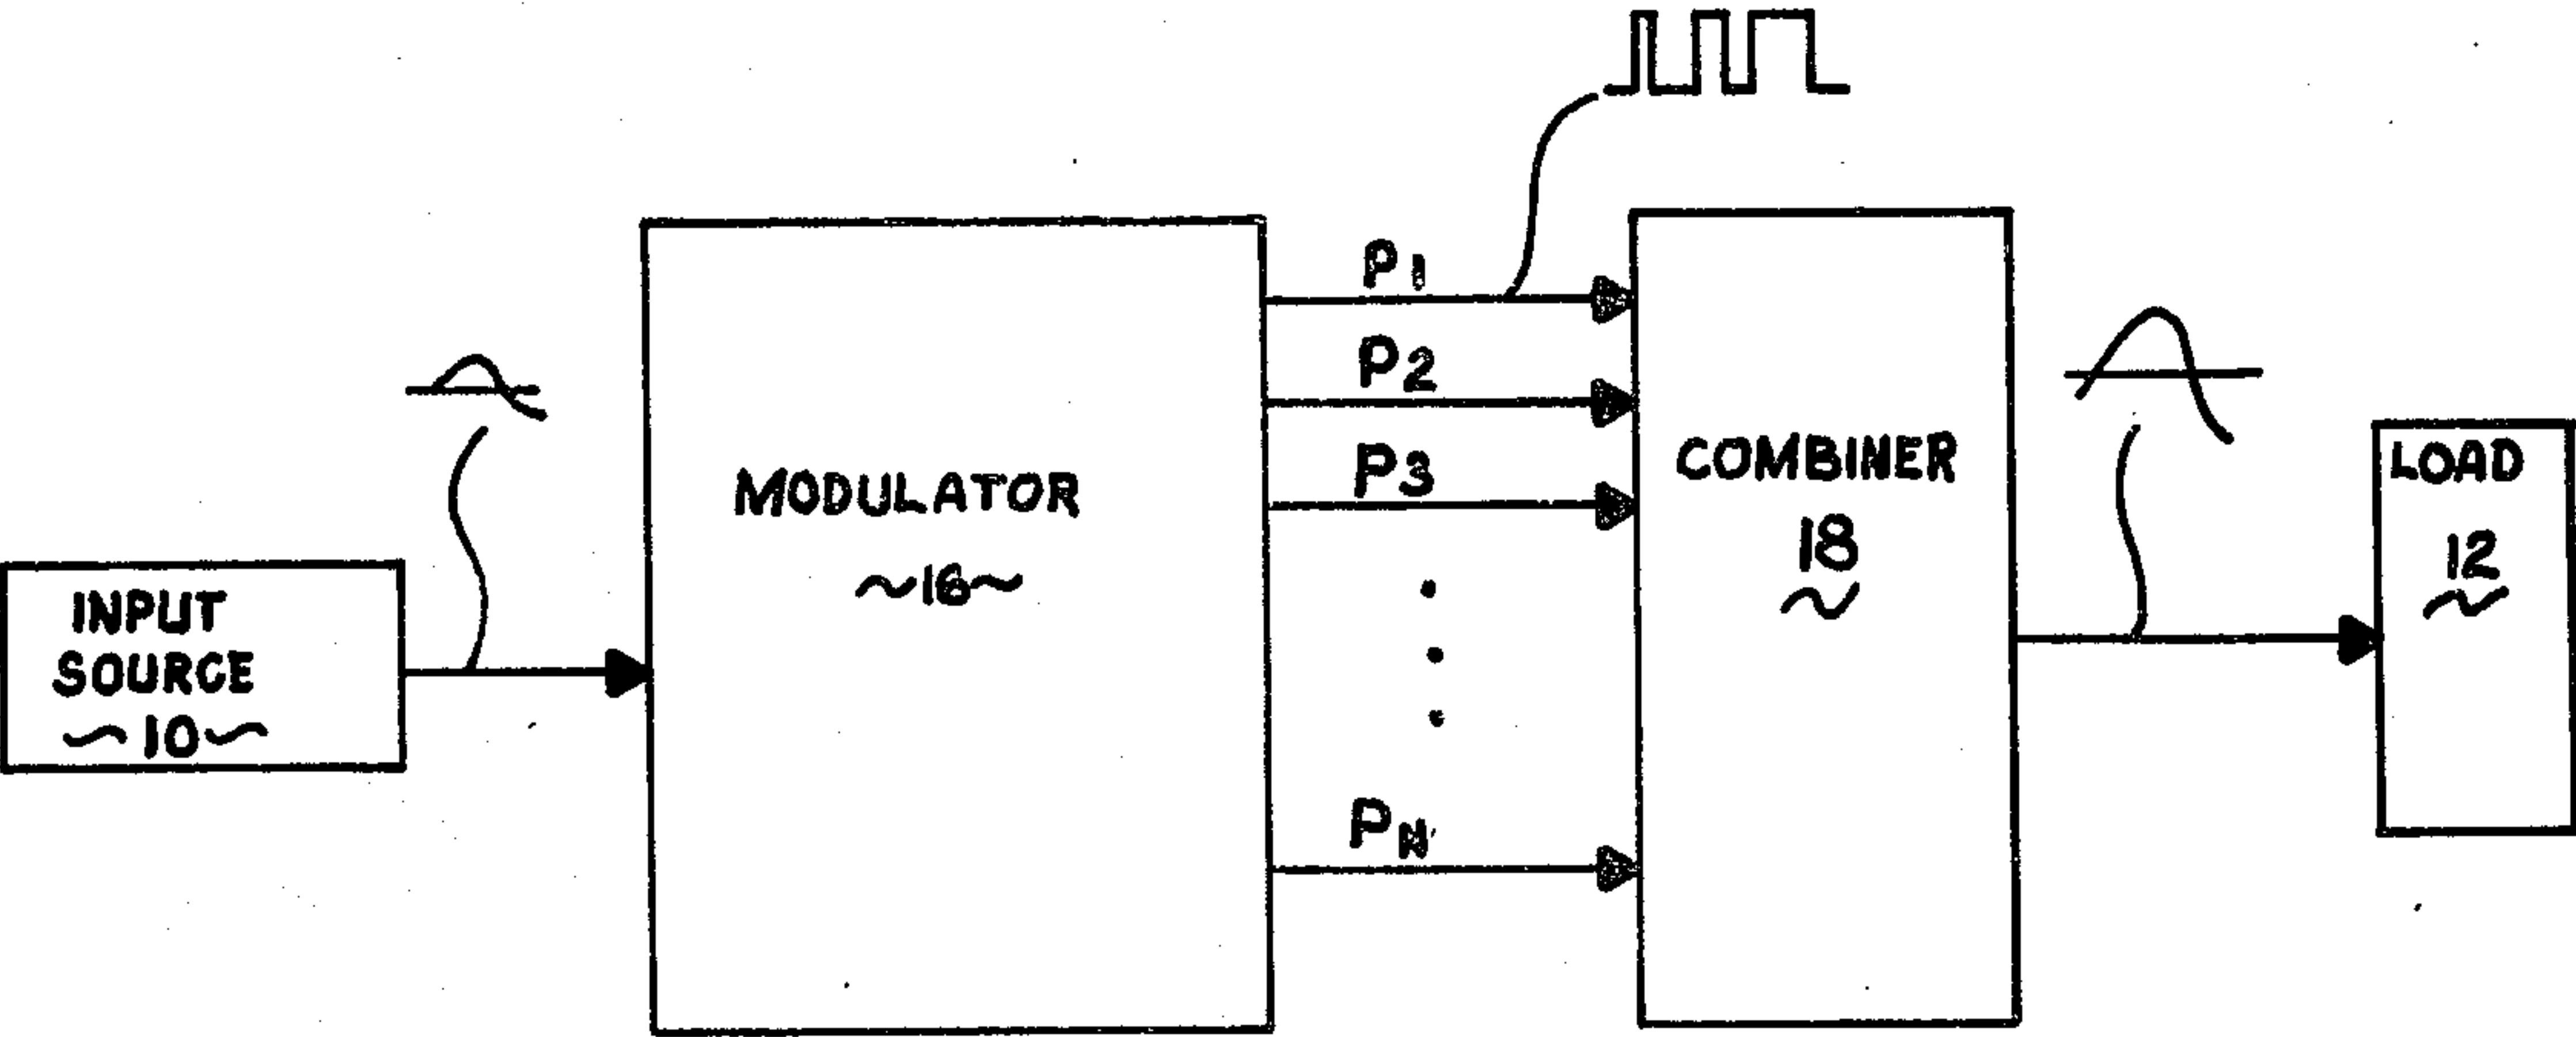 INPUT
SOURCE
~10~
MODULATOR
~16~
P1
P2
P3
PN
COMBINER
18
LOAD
12